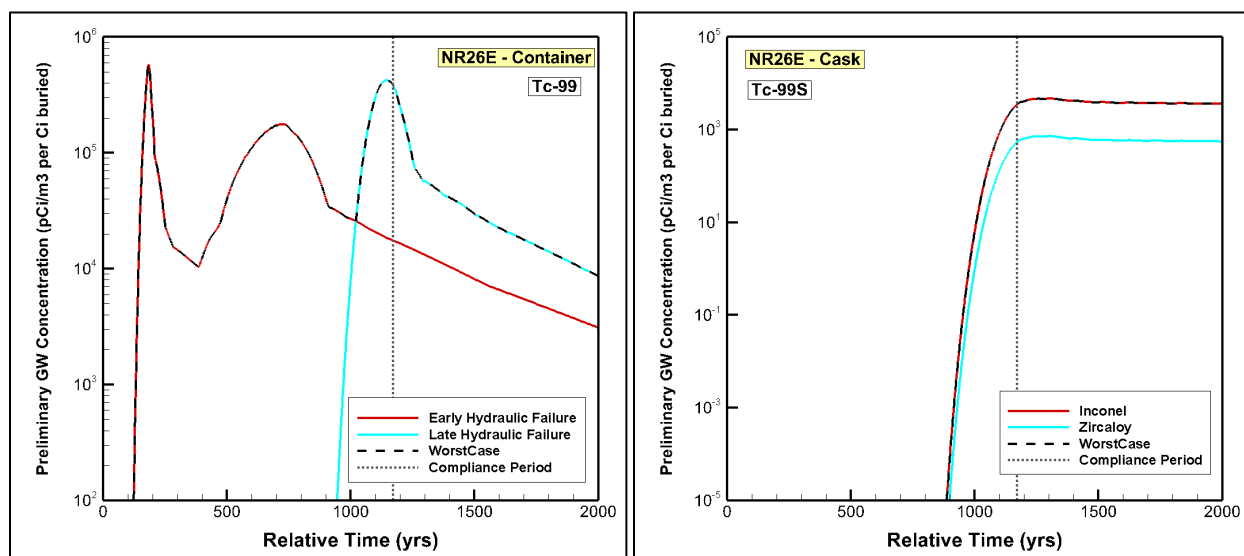 Preliminary GW Concentration (pCi/m3 per Ci buried)
10^6
10^5
10^4
10^3
10^2
0
500
1000
1500
2000
Relative Time (yrs)
NR26E - Container
Tc-99
Early Hydraulic Failure
Late Hydraulic Failure
WorstCase
Compliance Period
Preliminary GW Concentration (pCi/m3 per Ci buried)
10^5
10^3
10^1
10^-1
10^-3
10^-5
0
500
1000
1500
2000
Relative Time (yrs)
NR26E - Cask
Tc-99S
Inconel
Zircaloy
WorstCase
Compliance Period